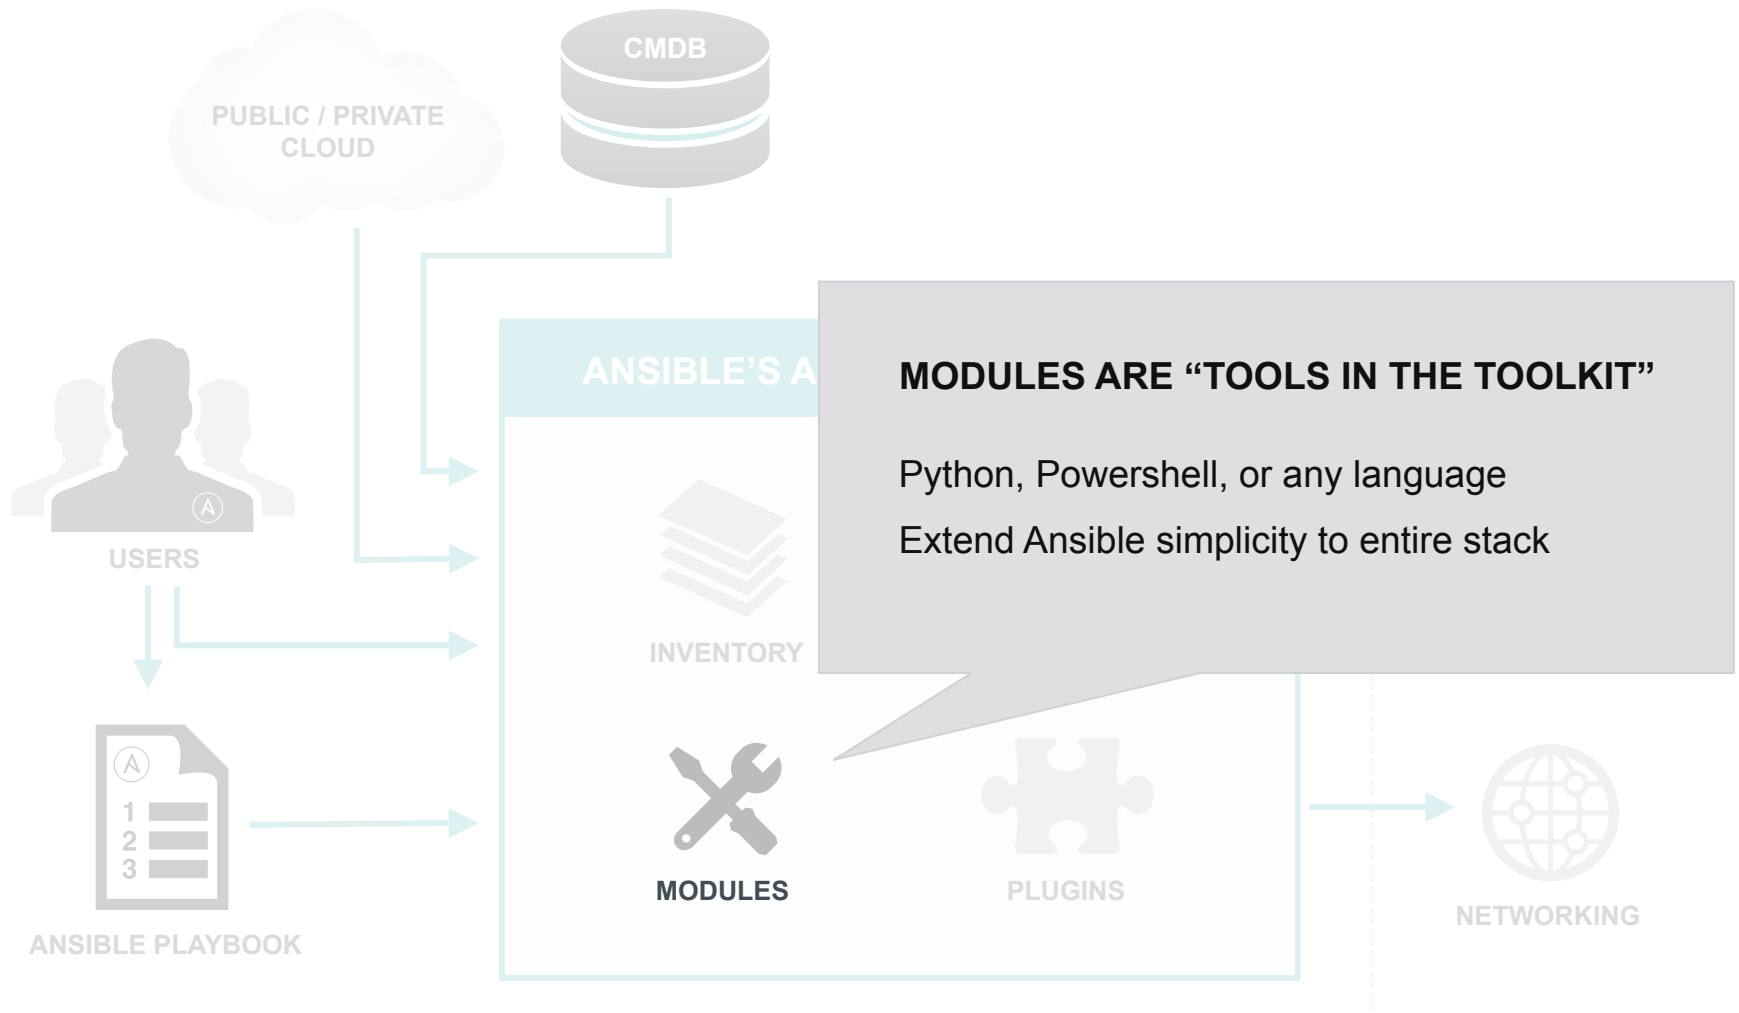 CMDB
PUBLIC / PRIVATE
CLOUD
ANSIBLE’S A
MODULES ARE “TOOLS IN THE TOOLKIT”
Python, Powershell, or any language
Extend Ansible simplicity to entire stack
USERS
INVENTORY
1
2
3
MODULES
PLUGINS
NETWORKING
ANSIBLE PLAYBOOK